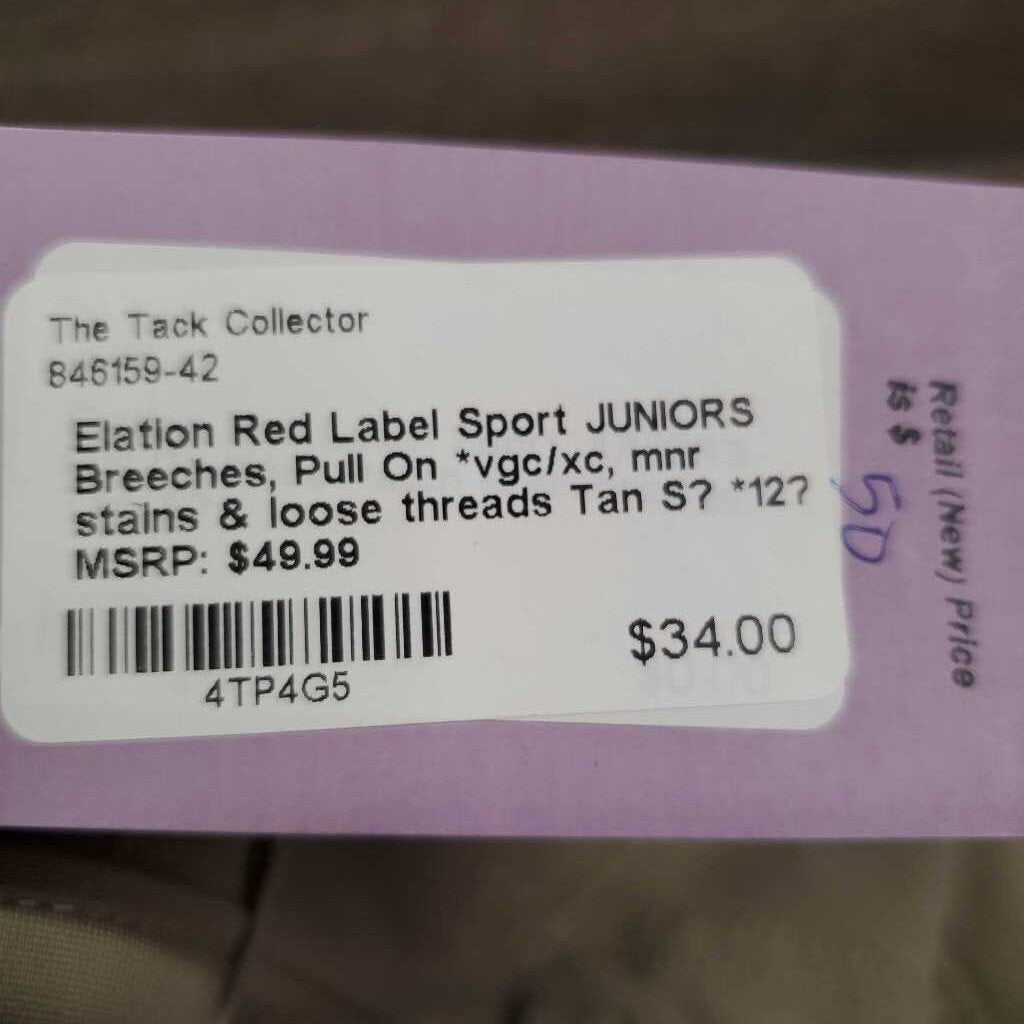 The Tack Collector
846159-42
Elation Red Label Sport JUNIORS
Breeches, Pull On *vgc/xc, mnr
stains & loose threads Tan S? *12?
MSRP: $49.99
4TP4G5
$34.00
Retail (New) Price
is $ 50